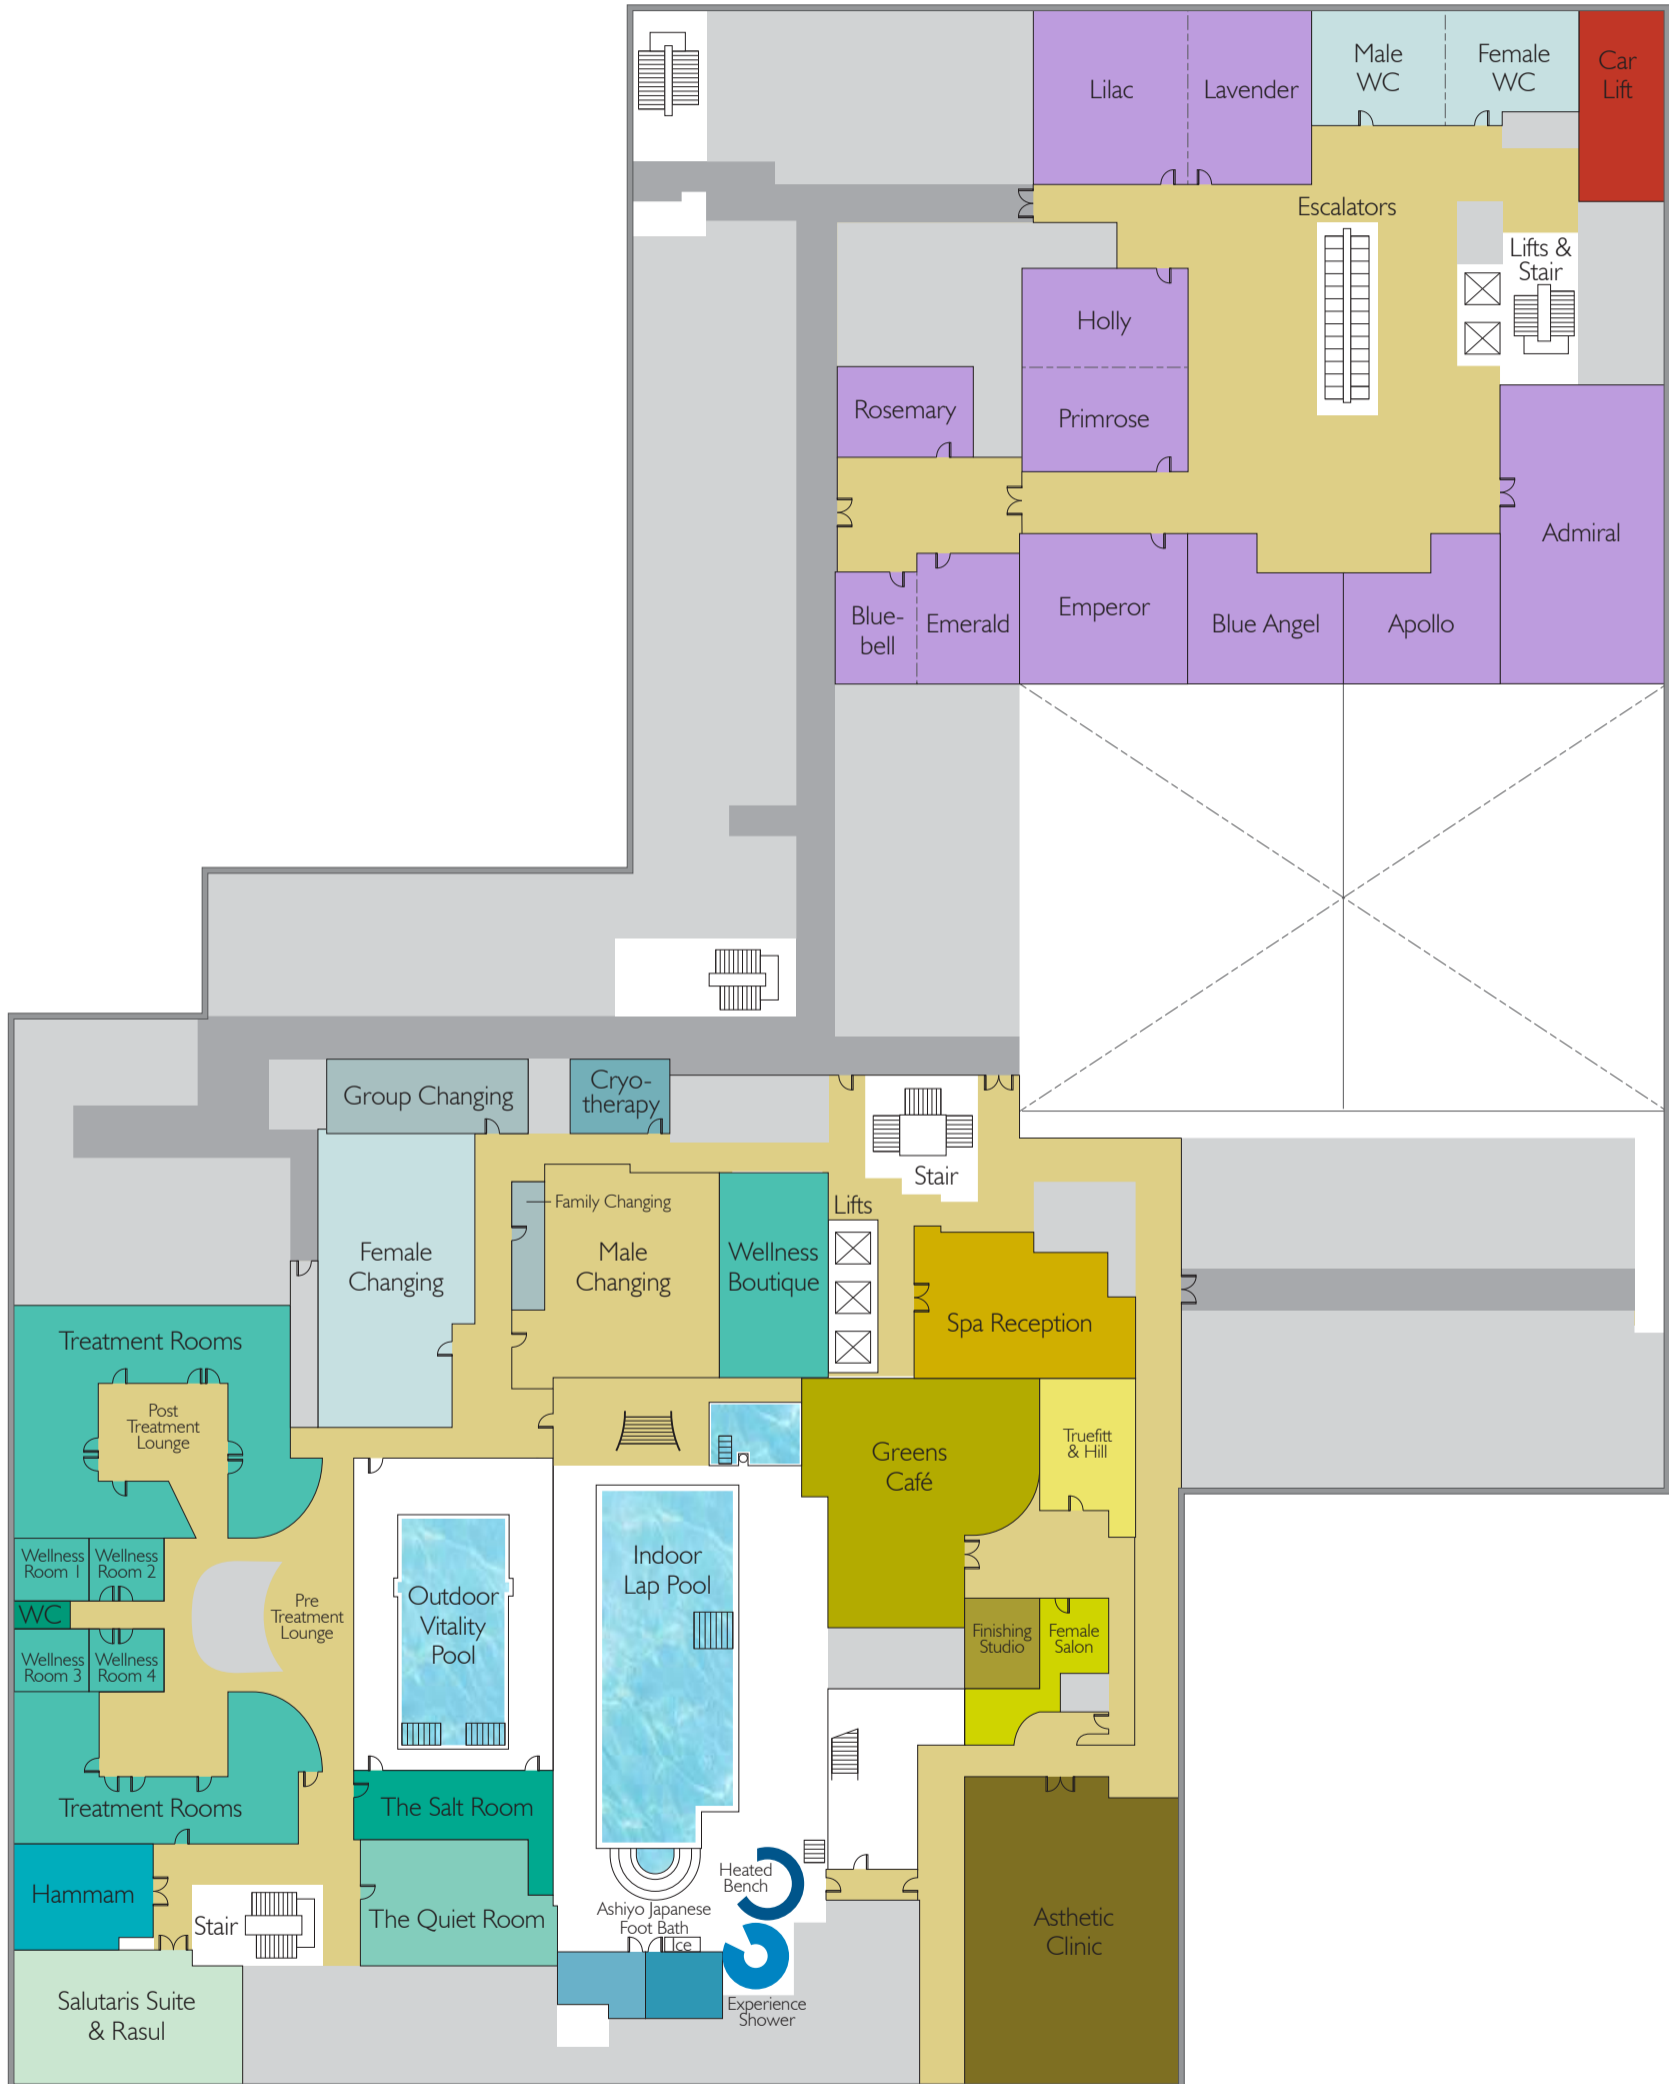 Lilac
Lavender
Male
WC
Female
WC
Car
Lift
Escalators
Lifts &
Stair
Holly
Primrose
Rosemary
Admiral
Blue-
bell
Emerald
Emperor
Blue Angel
Apollo
Group Changing
Cryo-
therapy
Stair
Family Changing
Lifts
Female
Changing
Male
Changing
Wellness
Boutique
Spa Reception
Treatment Rooms
Post
Treatment
Lounge
Greens
Café
Truefitt
& Hill
Wellness
Room 1
Wellness
Room 2
WC
Wellness
Room 3
Wellness
Room 4
Pre
Treatment
Lounge
Outdoor
Vitality
Pool
Indoor
Lap Pool
Finishing
Studio
Female
Salon
Treatment Rooms
The Salt Room
Hammam
Stair
The Quiet Room
Heated
Bench
Ashiyo Japanese
Foot Bath
Ice
Experience
Shower
Asthetic
Clinic
Salutaris Suite
& Rasul